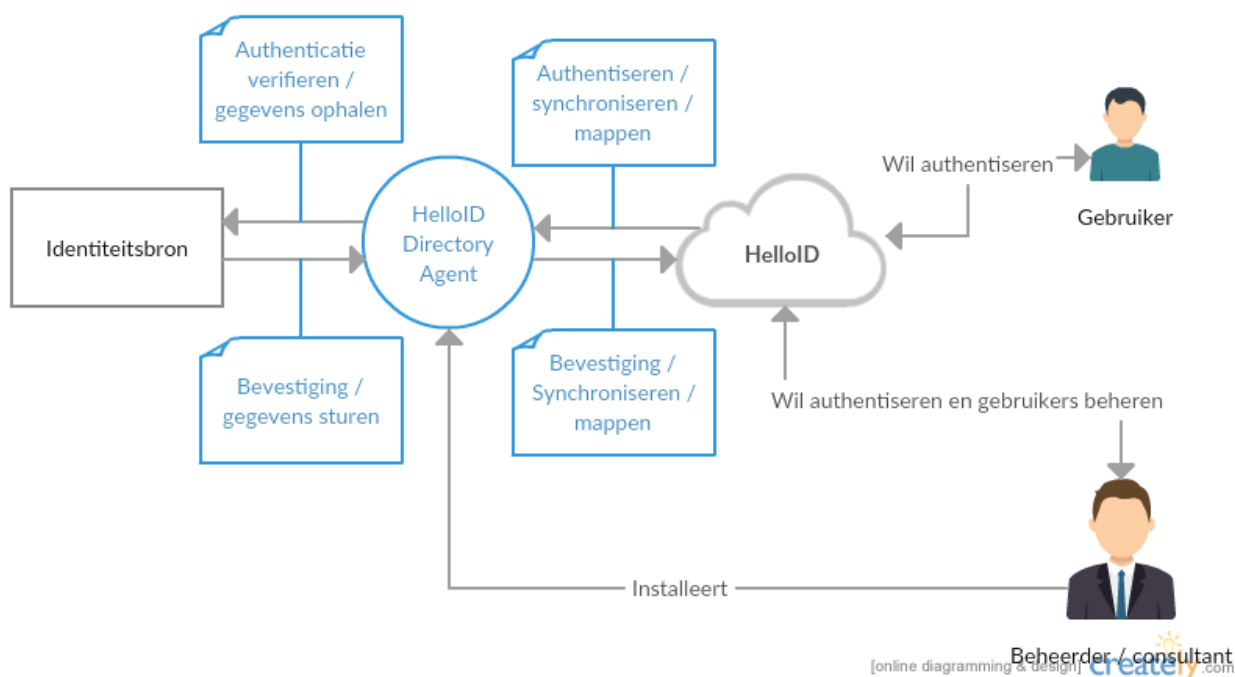 Authenticatie
verifieren /
gegevens ophalen
Authentiseren /
synchroniseren /
mappen
Wil authentiseren
Gebruiker
Identiteitsbron
HelloID
Directory
Agent
HelloID
Bevestiging /
gegevens sturen
Bevestiging /
Synchroniseren /
mappen
Wil authentiseren en gebruikers beheren
Installeert
Beheerder / consultant
[online diagramming & design] creately.com